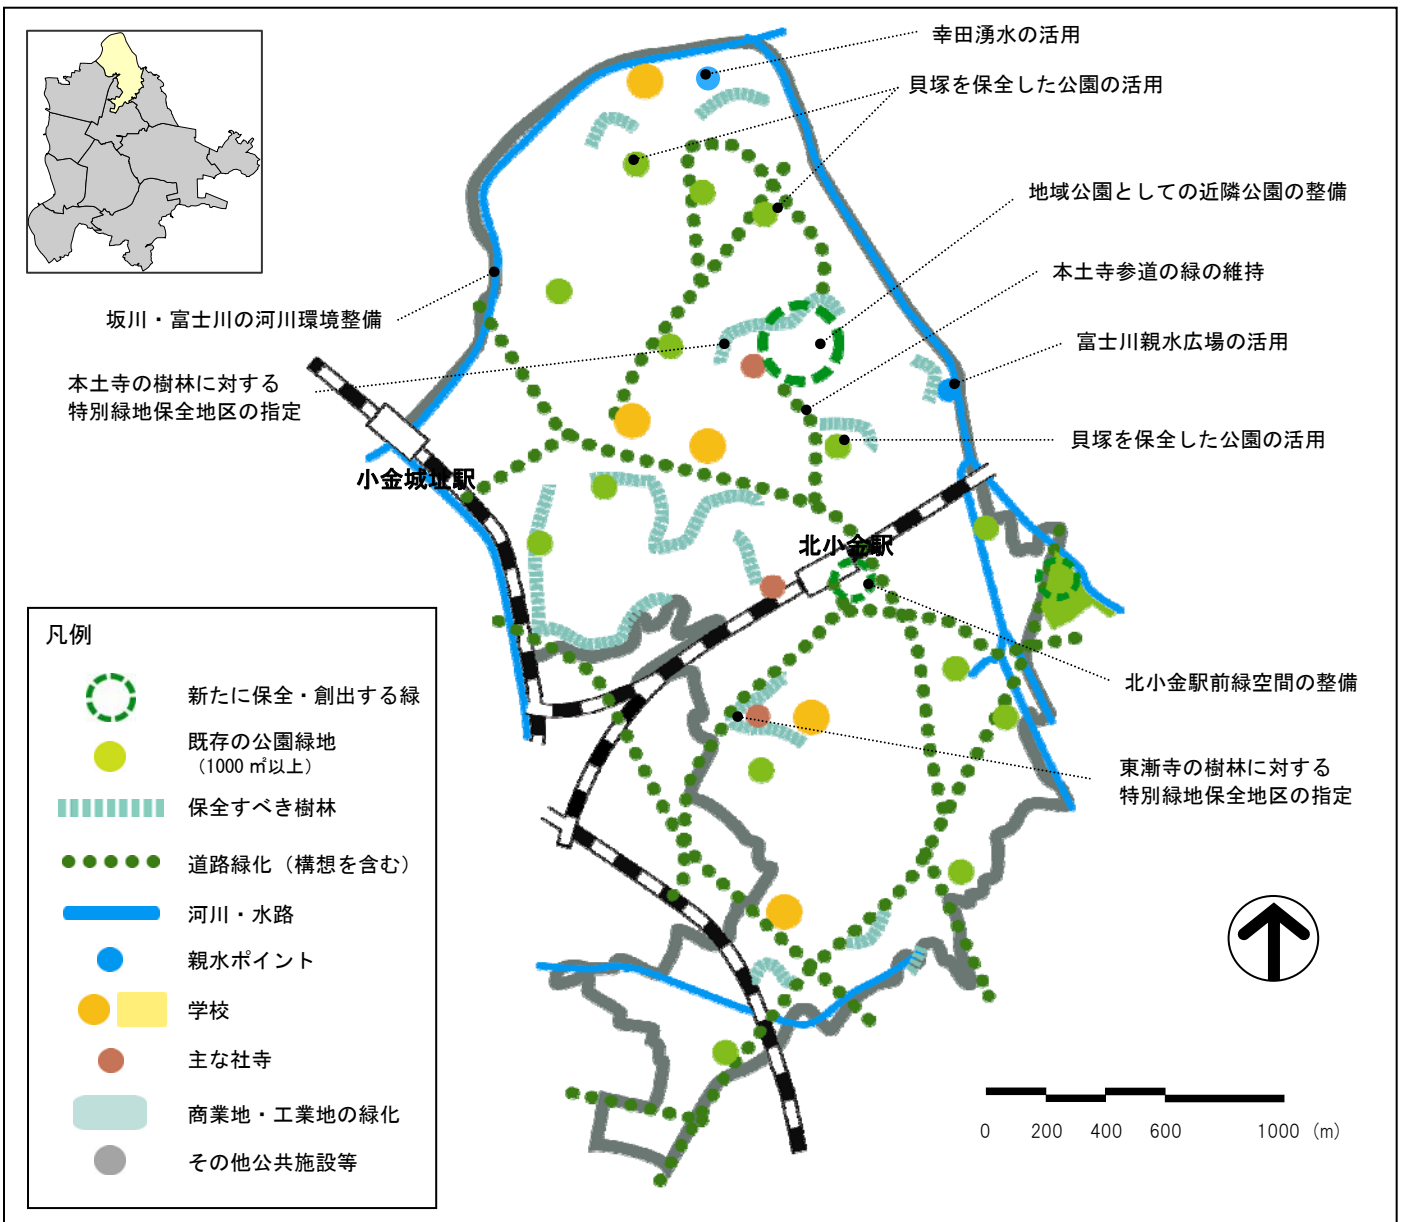 幸田湧水の活用
貝塚を保全した公園の活用
地域公園としての近隣公園の整備
本土寺参道の緑の維持
坂川・富士川の河川環境整備
富士川親水広場の活用
本土寺の樹林に対する
特別緑地保全地区の指定
貝塚を保全した公園の活用
小金城址駅
北小金駅
北小金駅前緑空間の整備
東漸寺の樹林に対する
特別緑地保全地区の指定
凡例
新たに保全・創出する緑
既存の公園緑地
（1000 ㎡以上）
保全すべき樹林
道路緑化（構想を含む）
河川・水路
親水ポイント
学校
主な社寺
商業地・工業地の緑化
その他公共施設等
0 200 400 600 1000 (m)